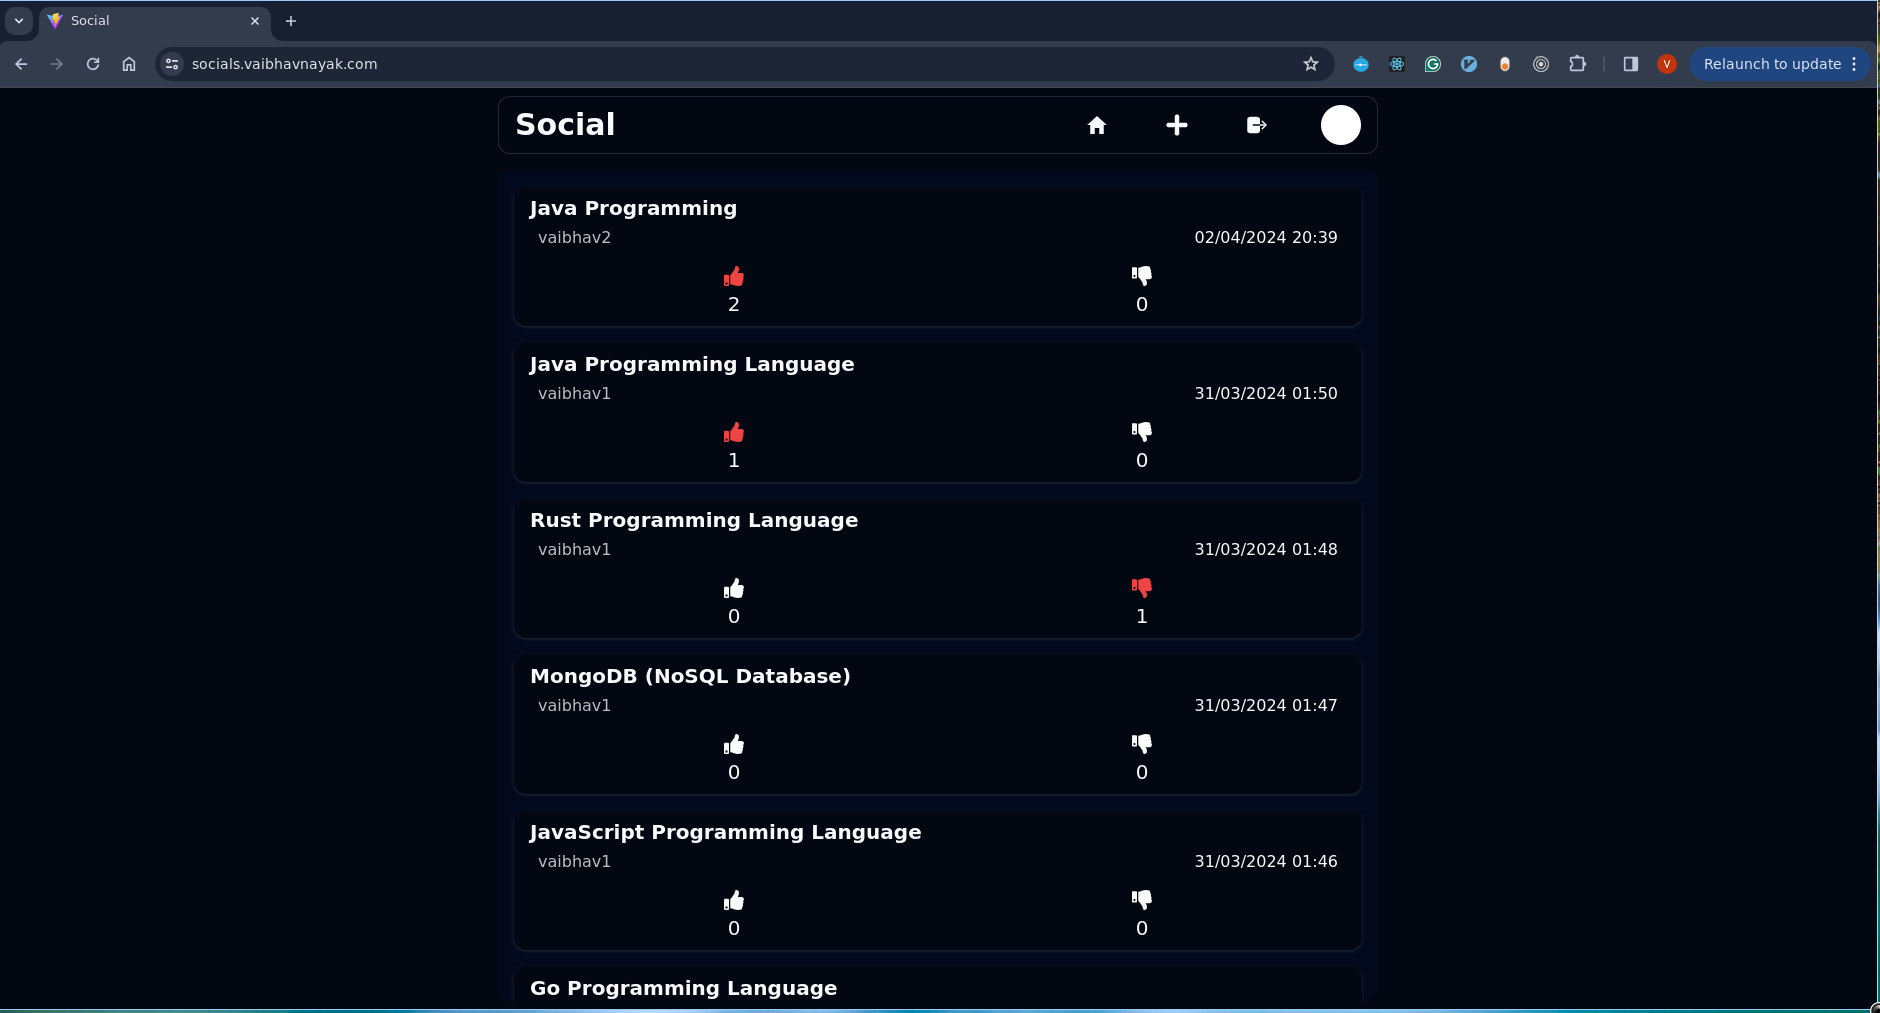 Social
socials.vaibhavnayak.com
V
Relaunch to update
Social
Java Programming
vaibhav2
02/04/2024 20:39
2
0
Java Programming Language
vaibhav1
31/03/2024 01:50
1
0
Rust Programming Language
vaibhav1
31/03/2024 01:48
0
1
MongoDB (NoSQL Database)
vaibhav1
31/03/2024 01:47
0
0
JavaScript Programming Language
vaibhav1
31/03/2024 01:46
0
0
Go Programming Language